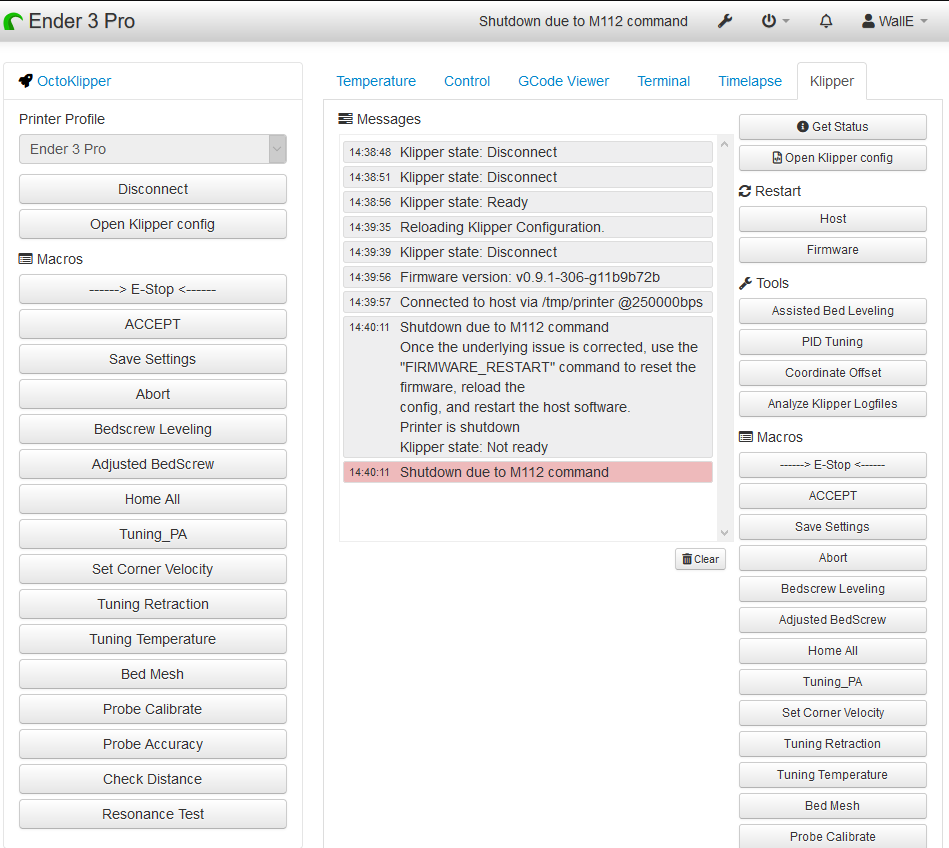 Ender 3 Pro
Shutdown due to M112 command
WallE
OctoKlipper
Printer Profile
Ender 3 Pro
Disconnect
Open Klipper config
Macros
------> E-Stop <------
ACCEPT
Save Settings
Abort
Bedscrew Leveling
Adjusted BedScrew
Home All
Tuning_PA
Set Corner Velocity
Tuning Retraction
Tuning Temperature
Bed Mesh
Probe Calibrate
Probe Accuracy
Check Distance
Resonance Test
Temperature
Control
GCode Viewer
Terminal
Timelapse
Klipper
Messages
14:38:48 Klipper state: Disconnect
14:38:51 Klipper state: Disconnect
14:38:56 Klipper state: Ready
14:39:35 Reloading Klipper Configuration.
14:39:39 Klipper state: Disconnect
14:39:56 Firmware version: v0.9.1-306-g11b9b72b
14:39:57 Connected to host via /tmp/printer @250000bps
14:40:11 Shutdown due to M112 command
Once the underlying issue is corrected, use the
"FIRMWARE_RESTART" command to reset the
firmware, reload the
config, and restart the host software.
Printer is shutdown
Klipper state: Not ready
14:40:11 Shutdown due to M112 command
Clear
Get Status
Open Klipper config
Restart
Host
Firmware
Tools
Assisted Bed Leveling
PID Tuning
Coordinate Offset
Analyze Klipper Logfiles
Macros
------> E-Stop <------
ACCEPT
Save Settings
Abort
Bedscrew Leveling
Adjusted BedScrew
Home All
Tuning_PA
Set Corner Velocity
Tuning Retraction
Tuning Temperature
Bed Mesh
Probe Calibrate